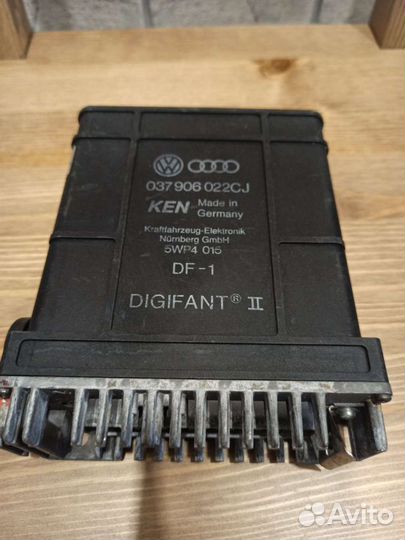 037 906 022CJ
KEN Made in
Germany
Kraftfahrzeug-Elektronik
Nürnberg GmbH
5WP4 015
DF-1
DIGIFANT® II
Avito